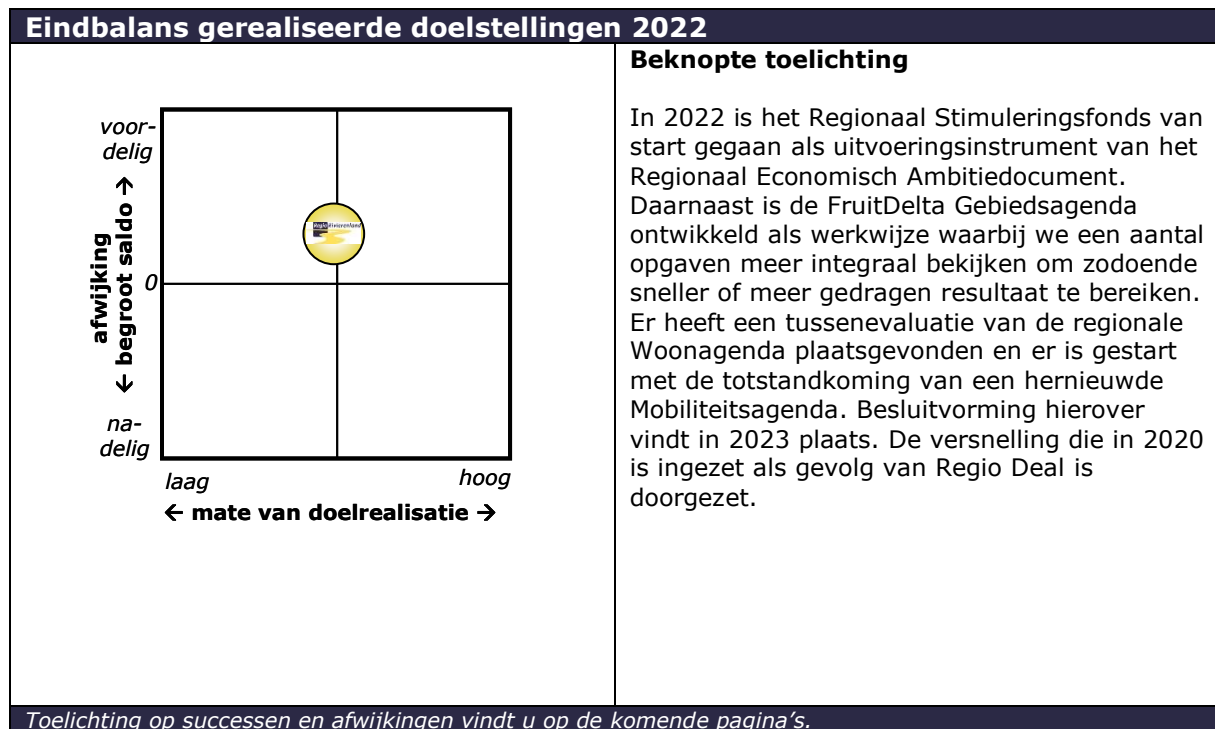 Eindbalans gerealiseerde doelstellingen 2022
voor-
delig
afwijking
← begroot saldo →
0
na-
delig
laag
hoog
← mate van doelrealisatie →
RegioRivierenland
Beknopte toelichting
In 2022 is het Regionaal Stimuleringsfonds van
start gegaan als uitvoeringsinstrument van het
Regionaal Economisch Ambitiedocument.
Daarnaast is de FruitDelta Gebiedsagenda
ontwikkeld als werkwijze waarbij we een aantal
opgaven meer integraal bekijken om zodoende
sneller of meer gedragen resultaat te bereiken.
Er heeft een tussenevaluatie van de regionale
Woonagenda plaatsgevonden en er is gestart
met de totstandkoming van een hernieuwde
Mobiliteitsagenda. Besluitvorming hierover
vindt in 2023 plaats. De versnelling die in 2020
is ingezet als gevolg van Regio Deal is
doorgezet.
Toelichting op successen en afwijkingen vindt u op de komende pagina's.